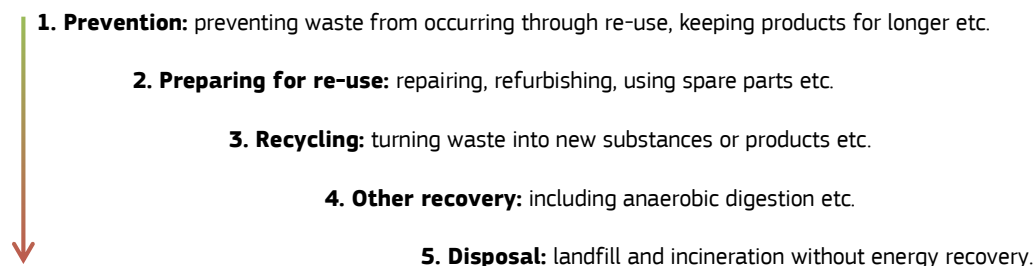 1. Prevention: preventing waste from occurring through re-use, keeping products for longer etc.
2. Preparing for re-use: repairing, refurbishing, using spare parts etc.
3. Recycling: turning waste into new substances or products etc.
4. Other recovery: including anaerobic digestion etc.
5. Disposal: landfill and incineration without energy recovery.